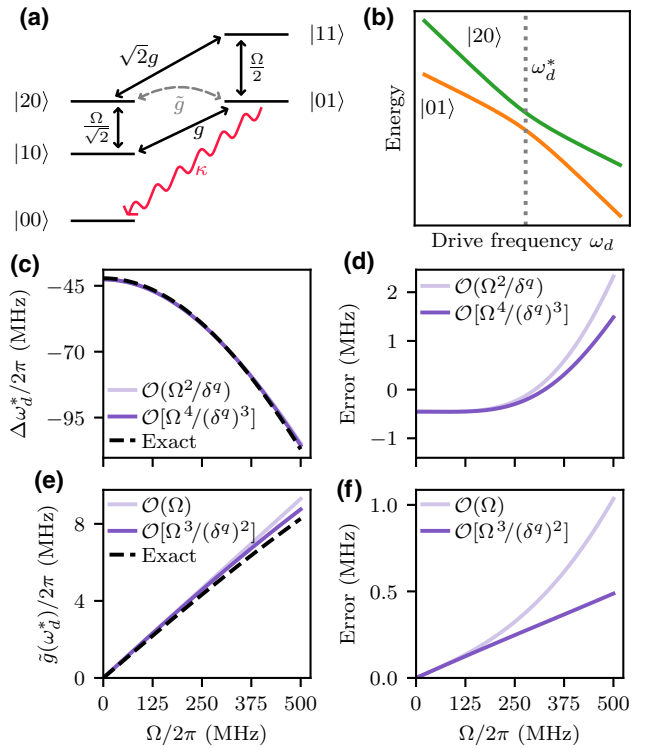 (a)
|11⟩
√2g
Ω/2
|20⟩
g̃
|01⟩
Ω/√2
g
|10⟩
κ
|00⟩
(b)
|20⟩
ω*_d
|01⟩
Energy
Drive frequency ω_d
(c)
−45
−70
−95
Δω*_d/2π (MHz)
O(Ω²/δ^q)
O[Ω⁴/(δ^q)³]
Exact
(d)
2
1
0
−1
Error (MHz)
O(Ω²/δ^q)
O[Ω⁴/(δ^q)³]
(e)
8
4
0
g̃(ω*_d)/2π (MHz)
O(Ω)
O[Ω³/(δ^q)²]
Exact
0 125 250 375 500
Ω/2π (MHz)
(f)
1.0
0.5
0.0
Error (MHz)
O(Ω)
O[Ω³/(δ^q)²]
0 125 250 375 500
Ω/2π (MHz)